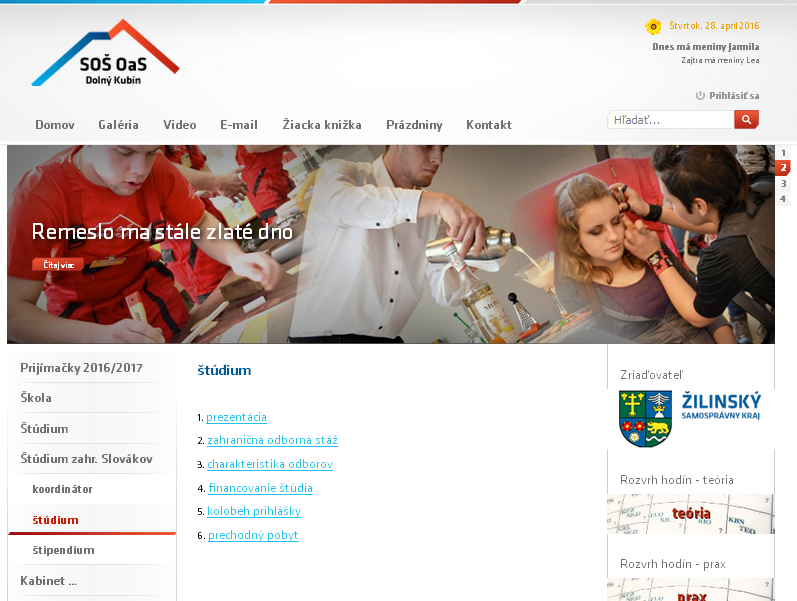 SOŠ OaS
Dolný Kubín
Štvrtok, 28. apríl 2016
Dnes má meniny Jarmila
Zajtra má meniny Lea
Prihlásiť sa
Domov Galéria Video E-mail Žiacka knižka Prázdniny Kontakt
Hľadať...
1
2
3
4
Remeslo ma stále zlaté dno
Čítaj viac
Prijímačky 2016/2017
Škola
Štúdium
Štúdium zahr. Slovákov
koordinátor
štúdium
štipendium
Kabinet ...
štúdium
1. prezentácia
2. zahraničná odborná stáž
3. charakteristika odborov
4. financovanie štúdia
5. kolobeh prihlášky
6. prechodný pobyt
Zriaďovateľ
ŽILINSKÝ
SAMOSPRÁVNY KRAJ
Rozvrh hodín - teória
teória
Rozvrh hodín - prax
prax